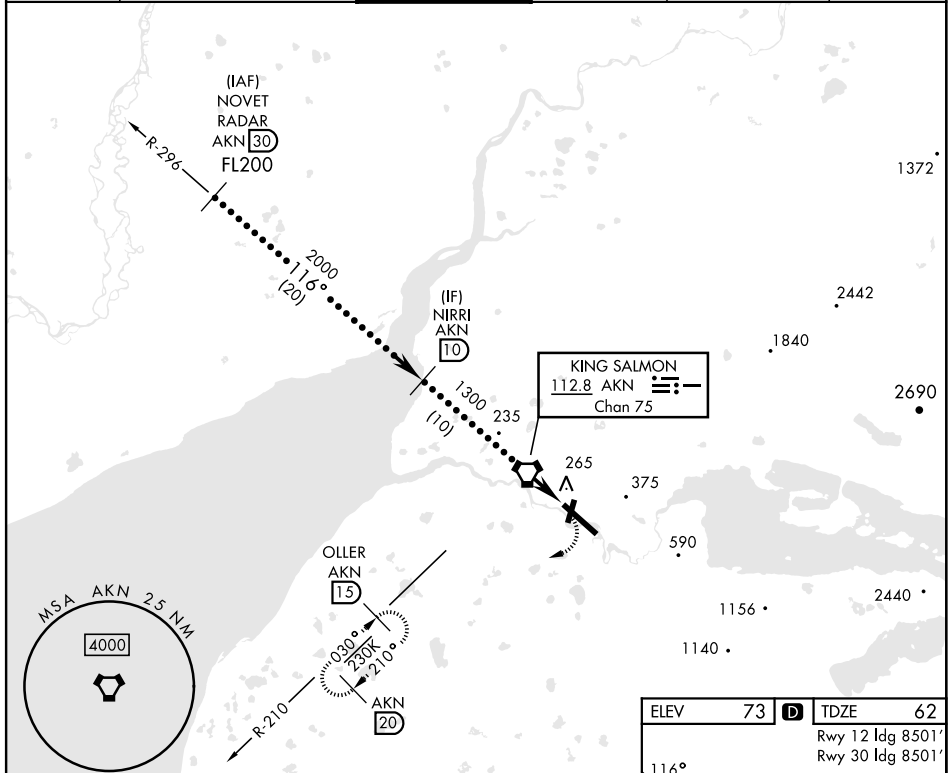 (IAF)
NOVET
RADAR
AKN 30
FL200
R-296
1372
2000
116°
(20)
(IF)
NIRRI
AKN
10
2442
1840
KING SALMON
112.8 AKN
Chan 75
2690
1300
(10)
235
265
375
590
OLLER
AKN
15
MSA AKN 25 NM
4000
030°
230K
210°
2440
1156
1140
AKN
20
R-210
ELEV 73 D TDZE 62
Rwy 12 ldg 8501'
Rwy 30 ldg 8501'
116°